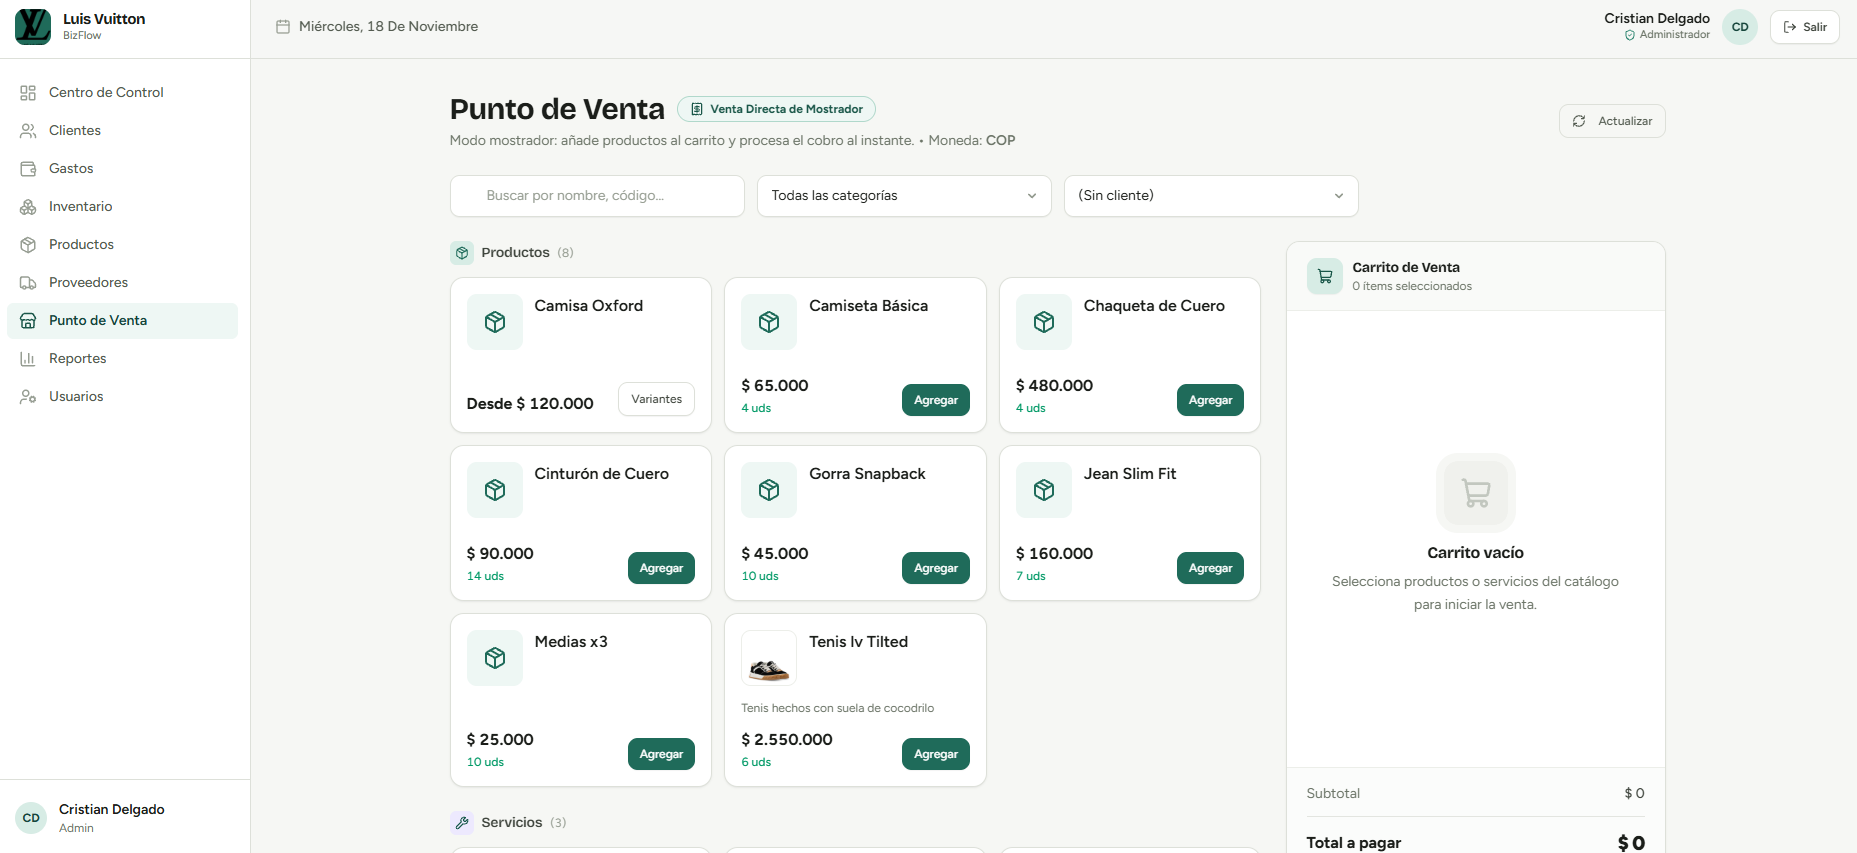 Luis Vuitton
BizFlow
Centro de Control
Clientes
Gastos
Inventario
Productos
Proveedores
Punto de Venta
Reportes
Usuarios
Cristian Delgado
CD
Admin
Miércoles, 18 De Noviembre
Cristian Delgado
Administrador
CD
Salir
Punto de Venta
Venta Directa de Mostrador
Modo mostrador: añade productos al carrito y procesa el cobro al instante. • Moneda: COP
Actualizar
Buscar por nombre, código...
Todas las categorías
(Sin cliente)
Productos (8)
Camisa Oxford
Desde $ 120.000
Variantes
Camiseta Básica
$ 65.000
4 uds
Agregar
Chaqueta de Cuero
$ 480.000
4 uds
Agregar
Cinturón de Cuero
$ 90.000
14 uds
Agregar
Gorra Snapback
$ 45.000
10 uds
Agregar
Jean Slim Fit
$ 160.000
7 uds
Agregar
Medias x3
$ 25.000
10 uds
Agregar
Tenis lv Tilted
Tenis hechos con suela de cocodrilo
$ 2.550.000
6 uds
Agregar
Servicios (3)
Carrito de Venta
0 ítems seleccionados
Carrito vacío
Selecciona productos o servicios del catálogo
para iniciar la venta.
Subtotal
$ 0
Total a pagar
$ 0